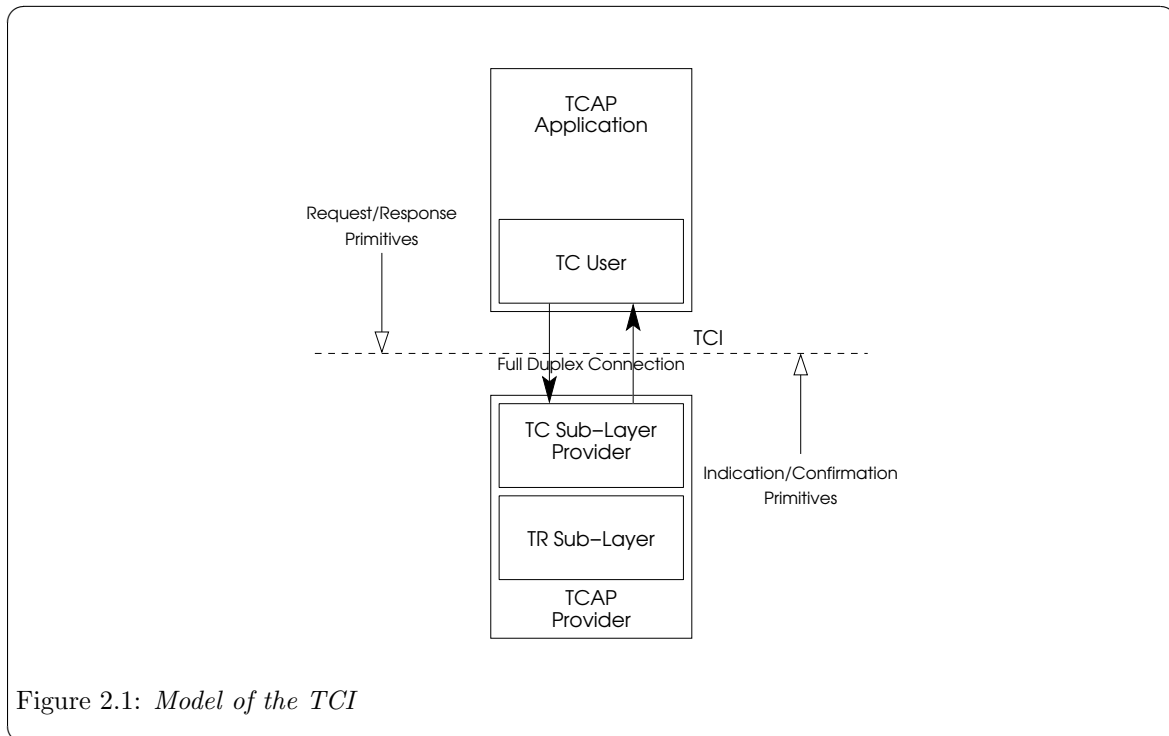 TCAP
Application
Request/Response
Primitives
TC User
TCI
Full Duplex Connection
TC Sub-Layer
Provider
Indication/Confirmation
Primitives
TR Sub-Layer
TCAP
Provider
Figure 2.1: Model of the TCI